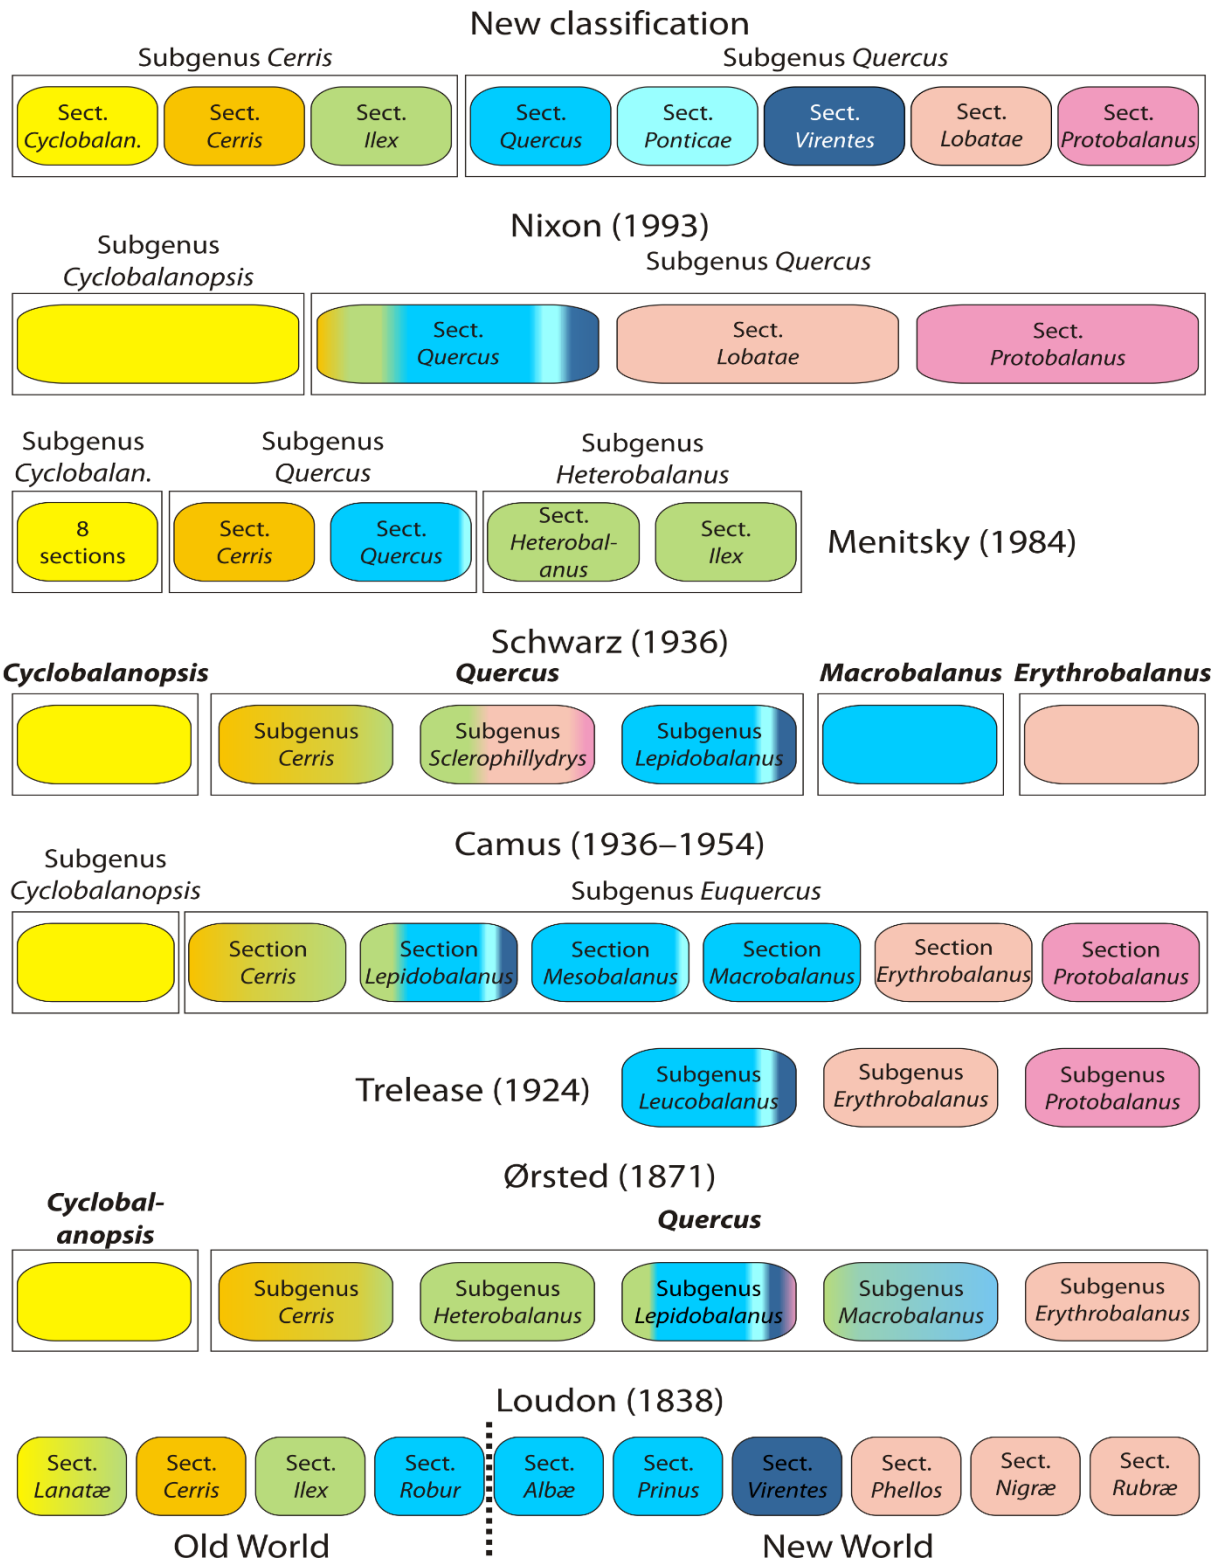 New classification
Subgenus Cerris
Subgenus Quercus
Sect.
Cyclobalan.
Sect.
Cerris
Sect.
Ilex
Sect.
Quercus
Sect.
Ponticae
Sect.
Virentes
Sect.
Lobatae
Sect.
Protobalanus
Nixon (1993)
Subgenus
Cyclobalanopsis
Subgenus Quercus
Sect.
Quercus
Sect.
Lobatae
Sect.
Protobalanus
Subgenus
Cyclobalan.
Subgenus
Quercus
Subgenus
Heterobalanus
8
sections
Sect.
Cerris
Sect.
Quercus
Sect.
Heterobal-
anus
Sect.
Ilex
Menitsky (1984)
Schwarz (1936)
Cyclobalanopsis
Quercus
Macrobalanus
Erythrobalanus
Subgenus
Cerris
Subgenus
Sclerophillydrys
Subgenus
Lepidobalanus
Camus (1936–1954)
Subgenus
Cyclobalanopsis
Subgenus Euquercus
Section
Cerris
Section
Lepidobalanus
Section
Mesobalanus
Section
Macrobalanus
Section
Erythrobalanus
Section
Protobalanus
Trelease (1924)
Subgenus
Leucobalanus
Subgenus
Erythrobalanus
Subgenus
Protobalanus
Ørsted (1871)
Cyclobal-
anopsis
Quercus
Subgenus
Cerris
Subgenus
Heterobalanus
Subgenus
Lepidobalanus
Subgenus
Macrobalanus
Subgenus
Erythrobalanus
Loudon (1838)
Sect.
Lanatæ
Sect.
Cerris
Sect.
Ilex
Sect.
Robur
Sect.
Albæ
Sect.
Prinus
Sect.
Virentes
Sect.
Phellos
Sect.
Nigræ
Sect.
Rubræ
Old World
New World